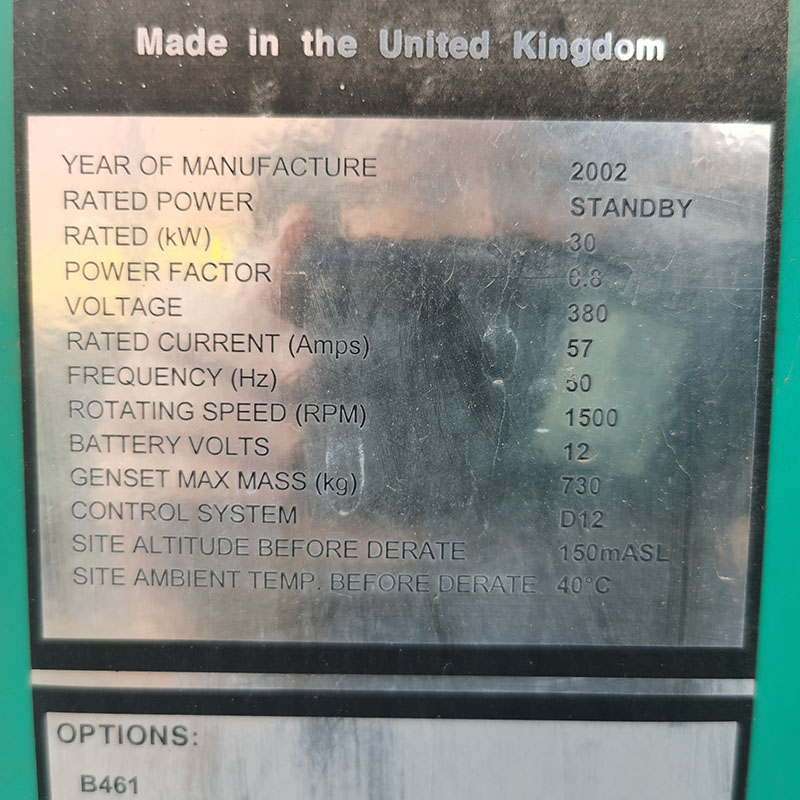 Made in the United Kingdom
YEAR OF MANUFACTURE 2002
RATED POWER STANDBY
RATED (kW) 30
POWER FACTOR 0.8
VOLTAGE 380
RATED CURRENT (Amps) 57
FREQUENCY (Hz) 50
ROTATING SPEED (RPM) 1500
BATTERY VOLTS 12
GENSET MAX MASS (kg) 730
CONTROL SYSTEM D12
SITE ALTITUDE BEFORE DERATE 150mASL
SITE AMBIENT TEMP. BEFORE DERATE 40°C
OPTIONS:
B461